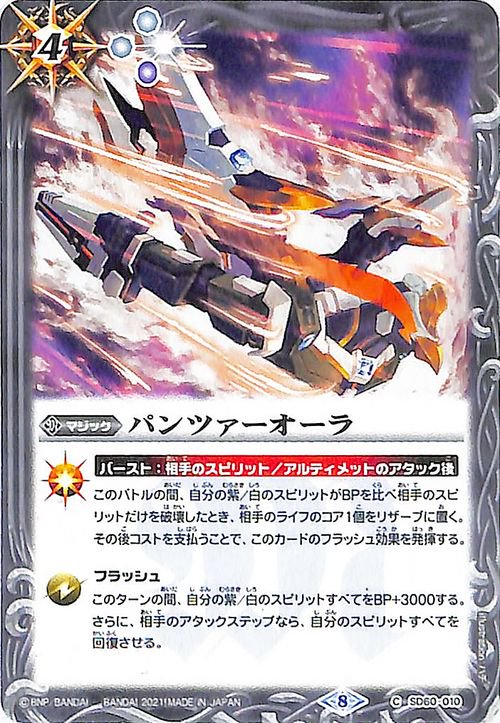 4
マジック パンツァーオーラ
バースト：相手のスピリット／アルティメットのアタック後
このバトルの間、自分の紫/白のスピリットがBPを比べ相手のスピ
リットだけを破壊したとき、相手のライフのコア1個をリザーブに置く。
その後コストを支払うことで、このカードのフラッシュ効果を発揮する。
フラッシュ
このターンの間、自分の紫/白のスピリットすべてをBP+3000する。
さらに、相手のアタックステップなら、自分のスピリットすべてを
回復させる。
©BNP/BANDAI BANDAI 2021 MADE IN JAPAN 8 C SD60-010